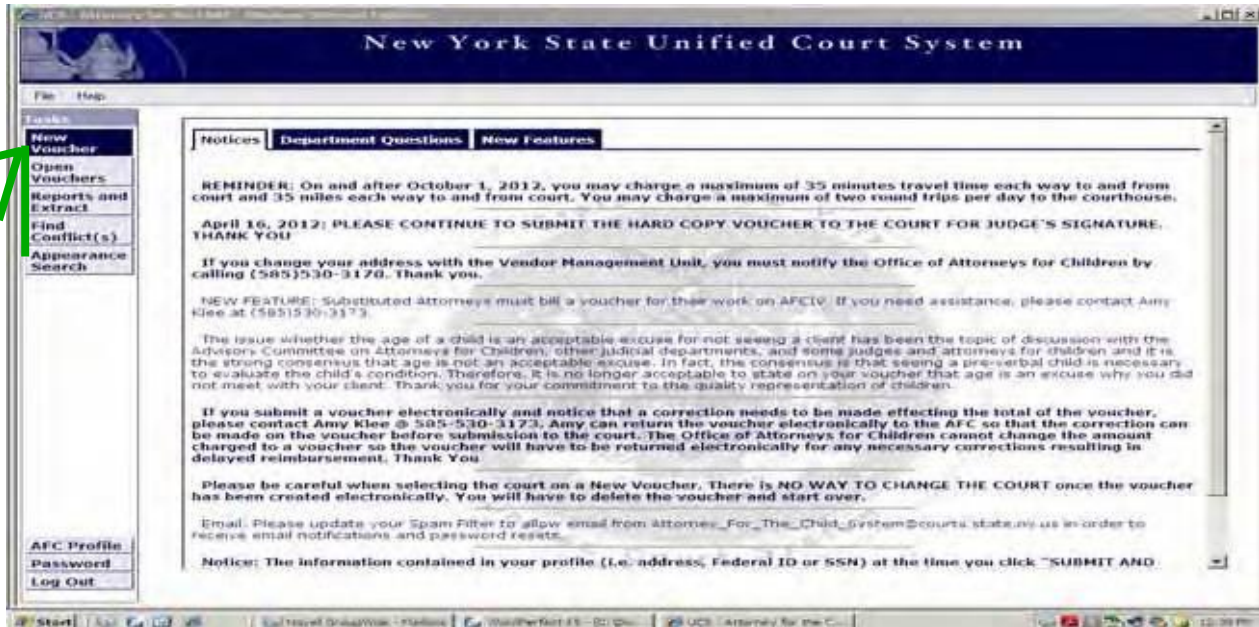 New York State Unified Court System
File Help
Tasks
New
Voucher
Open
Vouchers
Reports and
Extract
Find
Conflict(s)
Appearance
Search
Notices Department Questions New Features
REMINDER: On and after October 1, 2012, you may charge a maximum of 35 minutes travel time each way to and from
court and 35 miles each way to and from court. You may charge a maximum of two round trips per day to the courthouse.
April 16, 2012: PLEASE CONTINUE TO SUBMIT THE HARD COPY VOUCHER TO THE COURT FOR JUDGE'S SIGNATURE.
THANK YOU
If you change your address with the Vendor Management Unit, you must notify the Office of Attorneys for Children by
calling (585)530-3170. Thank you.
NEW FEATURE: Substituted Attorneys must bill a voucher for their work on AFCIV. If you need assistance, please contact Amy
Klee at (585)530-3173.
The issue whether the age of a child is an acceptable excuse for not seeing a client has been the topic of discussion with the
Advisory Committee on Attorneys for Children, other judicial departments, and some judges and attorneys for children and it is
the strong consensus that age is not an acceptable excuse. In fact, the consensus is that seeing a pre-verbal child is necessary
to evaluate the child's condition. Therefore, it is no longer acceptable to state on your voucher that age is an excuse why you did
not meet with your client. Thank you for your commitment to the quality representation of children.
If you submit a voucher electronically and notice that a correction needs to be made effecting the total of the voucher,
please contact Amy Klee @ 585-530-3173. Amy can return the voucher electronically to the AFC so that the correction can
be made on the voucher before submission to the court. The Office of Attorneys for Children cannot change the amount
charged to a voucher so the voucher will have to be returned electronically for any necessary corrections resulting in
delayed reimbursement. Thank You
Please be careful when selecting the court on a New Voucher. There is NO WAY TO CHANGE THE COURT once the voucher
has been created electronically. You will have to delete the voucher and start over.
Email: Please update your Spam Filter to allow email from Attorney_For_The_Child_System@courts.state.ny.us in order to
receive email notifications and password resets.
Notice: The information contained in your profile (i.e. address, Federal ID or SSN) at the time you click "SUBMIT AND
AFC Profile
Password
Log Out
Start